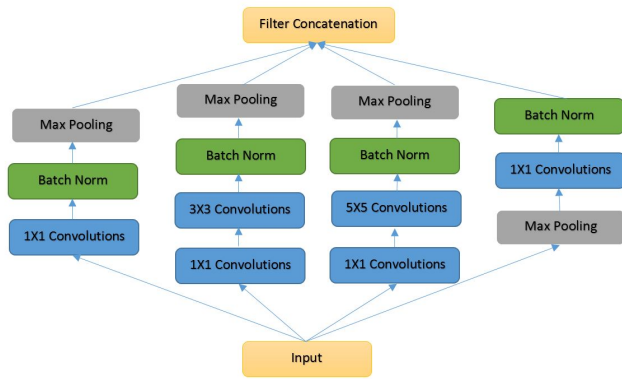 Filter Concatenation
Max Pooling
Batch Norm
1X1 Convolutions
Max Pooling
Batch Norm
3X3 Convolutions
1X1 Convolutions
Max Pooling
Batch Norm
5X5 Convolutions
1X1 Convolutions
Batch Norm
1X1 Convolutions
Max Pooling
Input